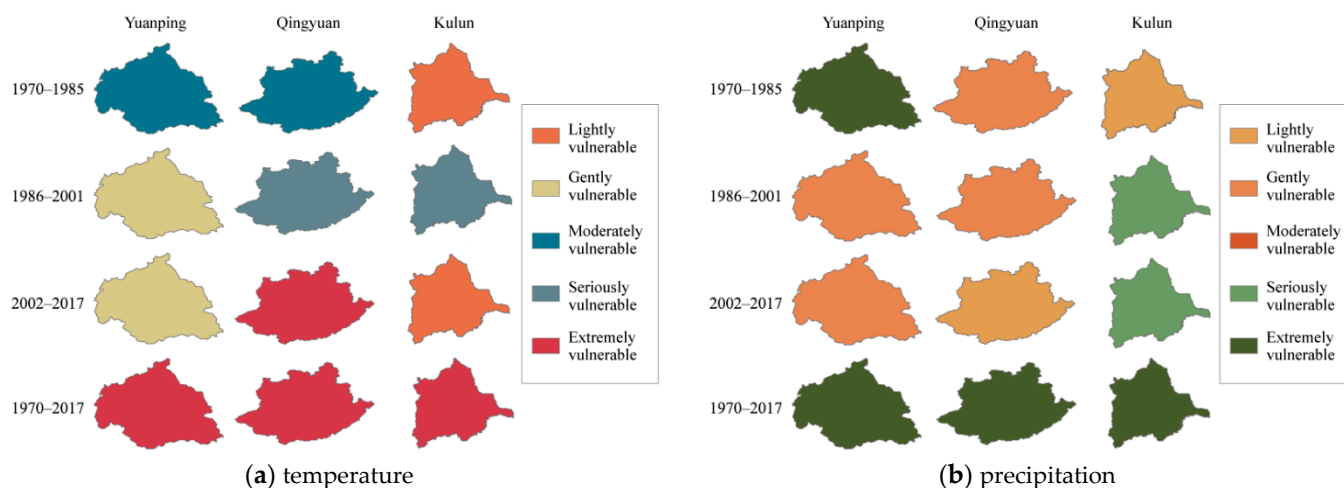 Yuanping Qingyuan Kulun
1970–1985
1986–2001
2002–2017
1970–2017
Lightly
vulnerable
Gently
vulnerable
Moderately
vulnerable
Seriously
vulnerable
Extremely
vulnerable
(a) temperature
Yuanping Qingyuan Kulun
1970–1985
1986–2001
2002–2017
1970–2017
Lightly
vulnerable
Gently
vulnerable
Moderately
vulnerable
Seriously
vulnerable
Extremely
vulnerable
(b) precipitation